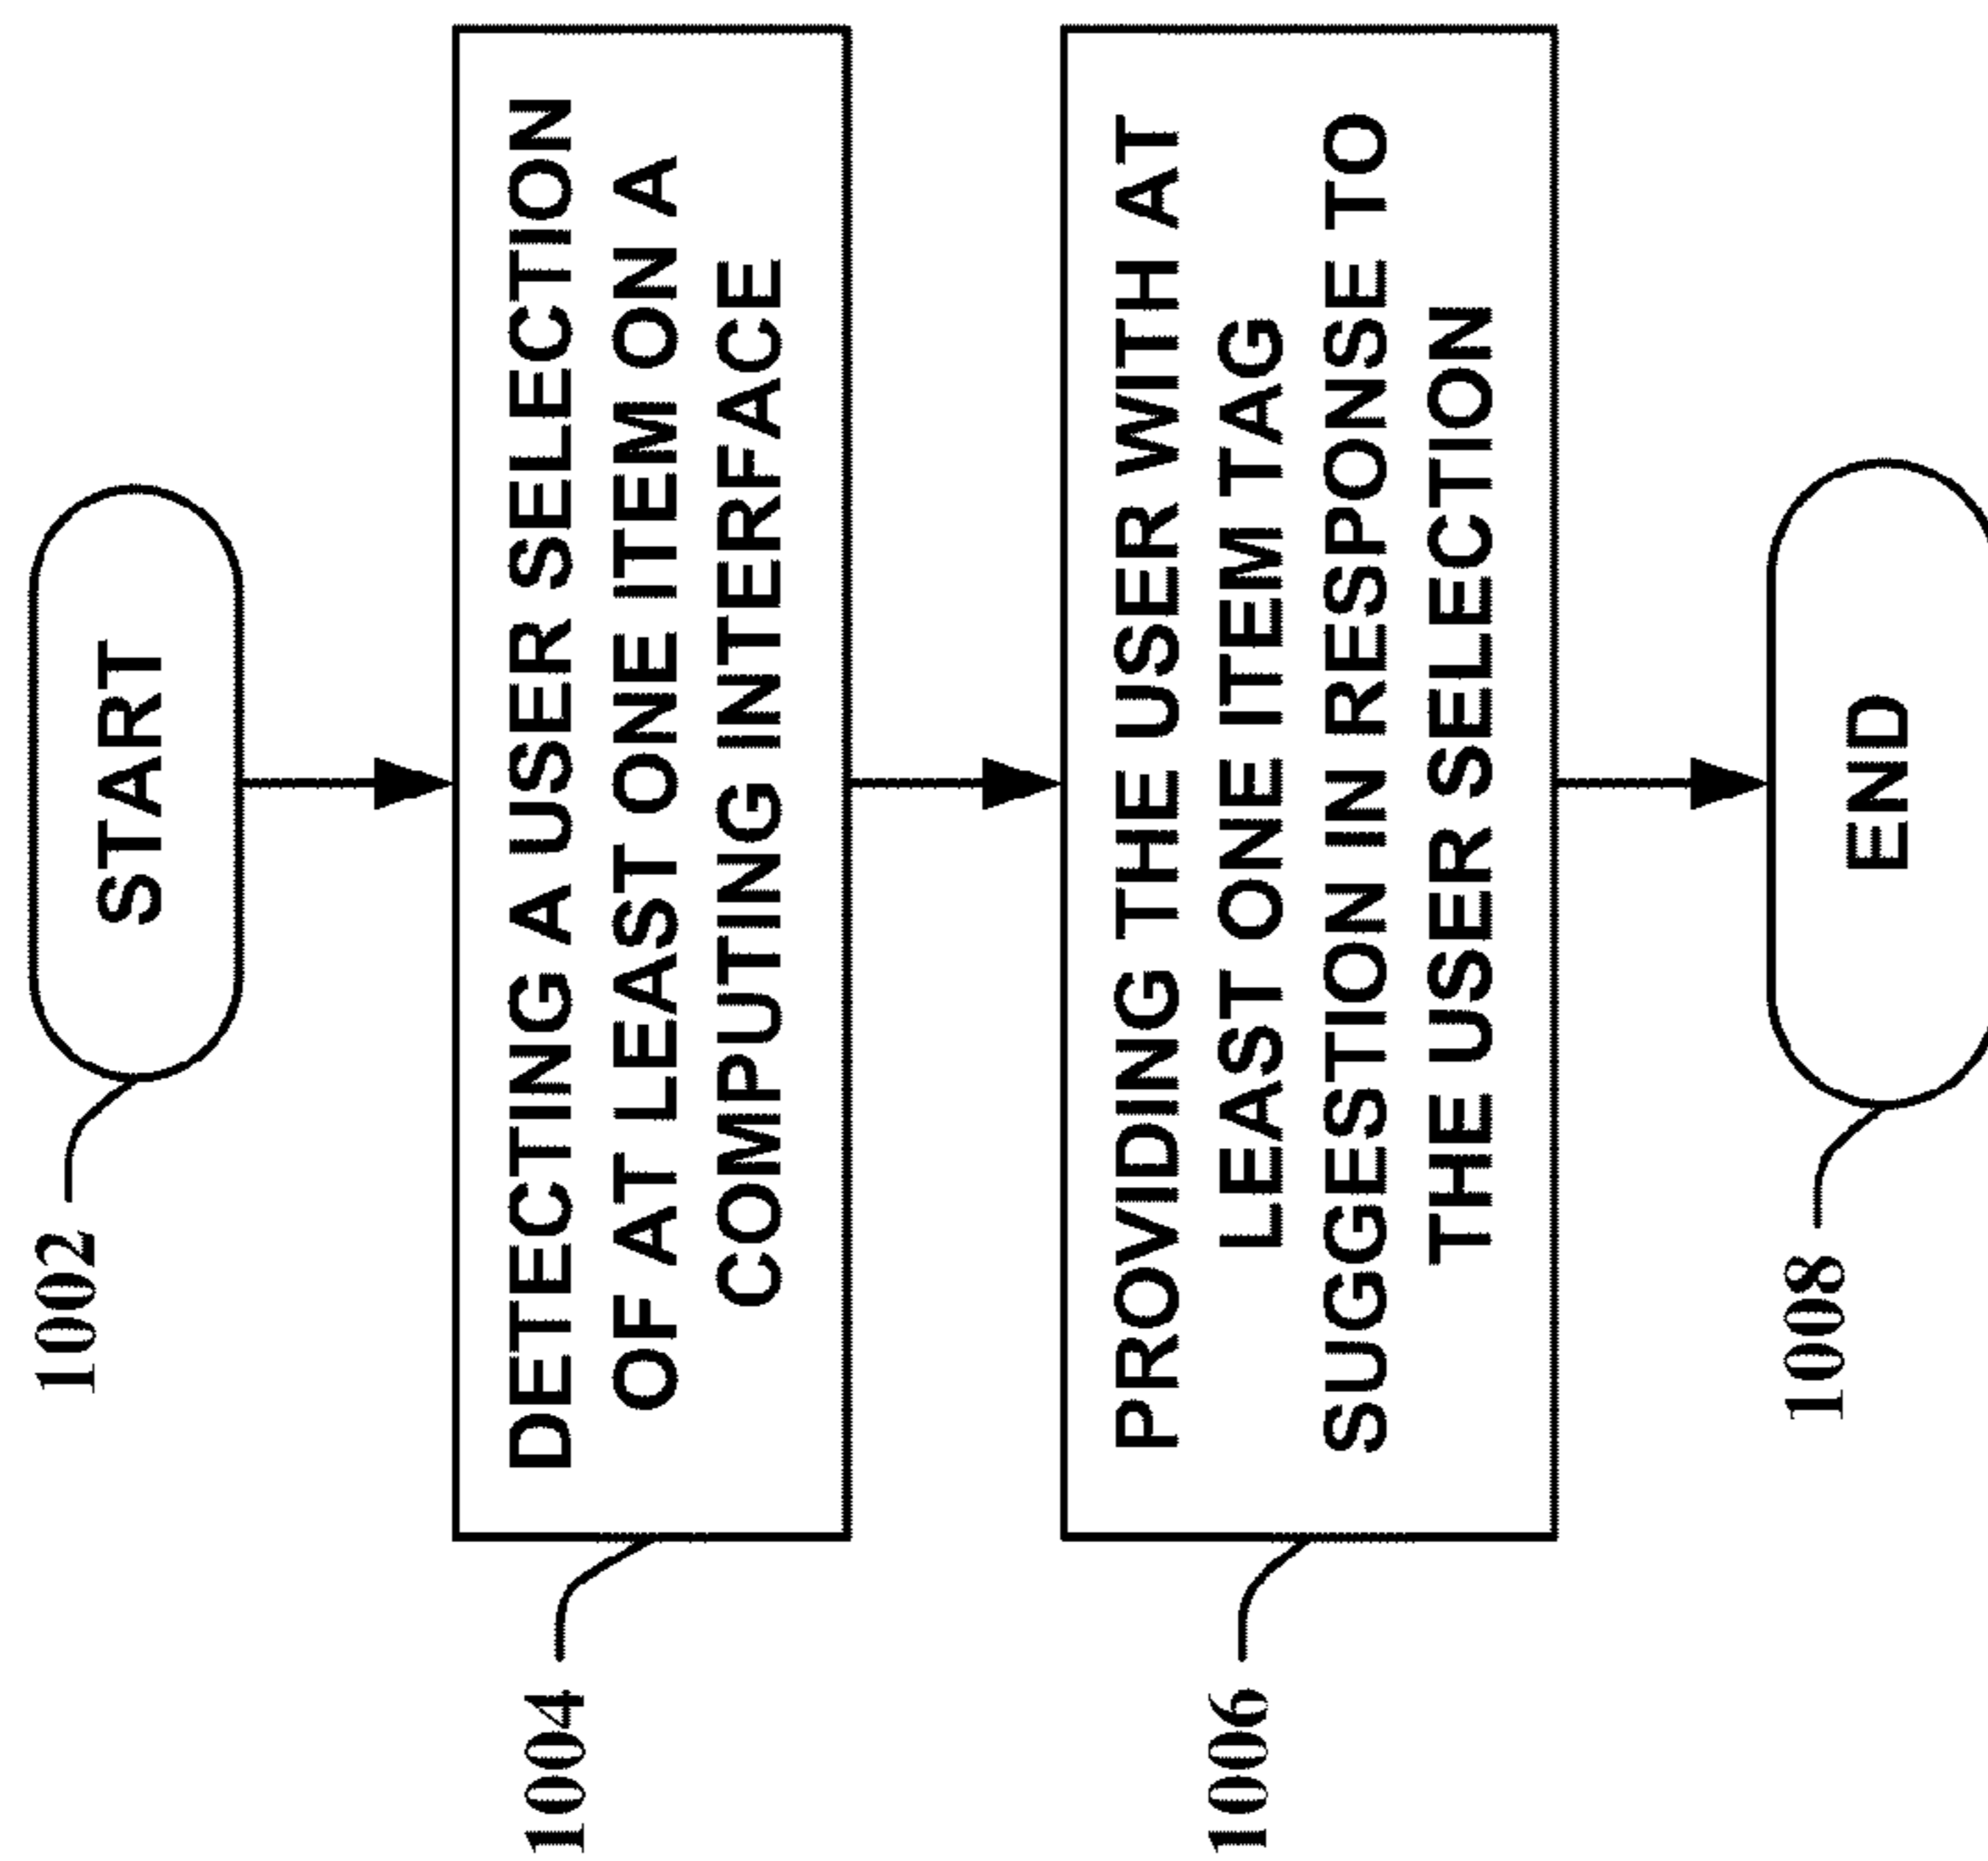 START
1002
DETECTING A USER SELECTION
OF AT LEAST ONE ITEM ON A
COMPUTING INTERFACE
1004
PROVIDING THE USER WITH AT
LEAST ONE ITEM TAG
SUGGESTION IN RESPONSE TO
THE USER SELECTION
1006
END
1008